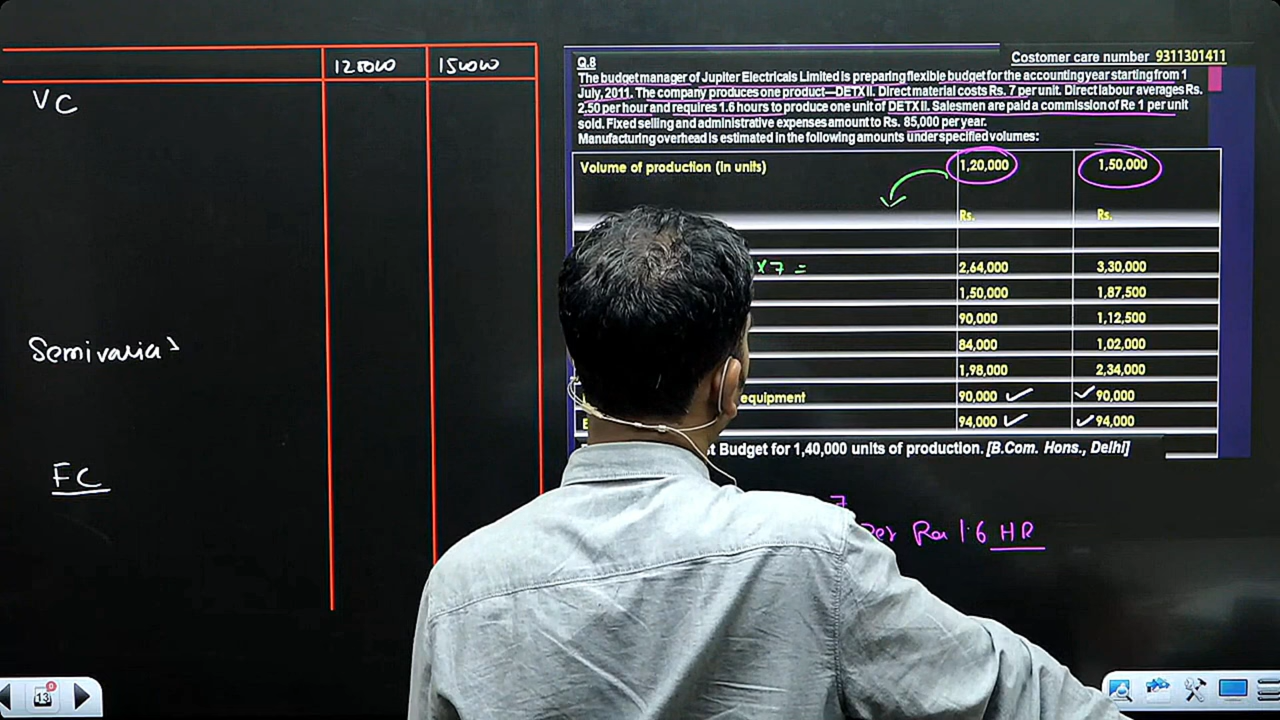 120000 150000
VC
Semivaria
FC
Costomer care number 9311301411
Q.8
The budget manager of Jupiter Electricals Limited is preparing flexible budget for the accounting year starting from 1
July, 2011. The company produces one product—DETX II. Direct material costs Rs. 7 per unit. Direct labour averages Rs.
2.50 per hour and requires 1.6 hours to produce one unit of DETX II. Salesmen are paid a commission of Re 1 per unit
sold. Fixed selling and administrative expenses amount to Rs. 85,000 per year.
Manufacturing overhead is estimated in the following amounts under specified volumes:
Volume of production (in units) 1,20,000 1,50,000
Rs. Rs.
×7 = 2,64,000 3,30,000
1,50,000 1,87,500
90,000 1,12,500
84,000 1,02,000
1,98,000 2,34,000
equipment 90,000 90,000
94,000 94,000
Budget for 1,40,000 units of production. [B.Com. Hons., Delhi]
7
1.6 HR
13